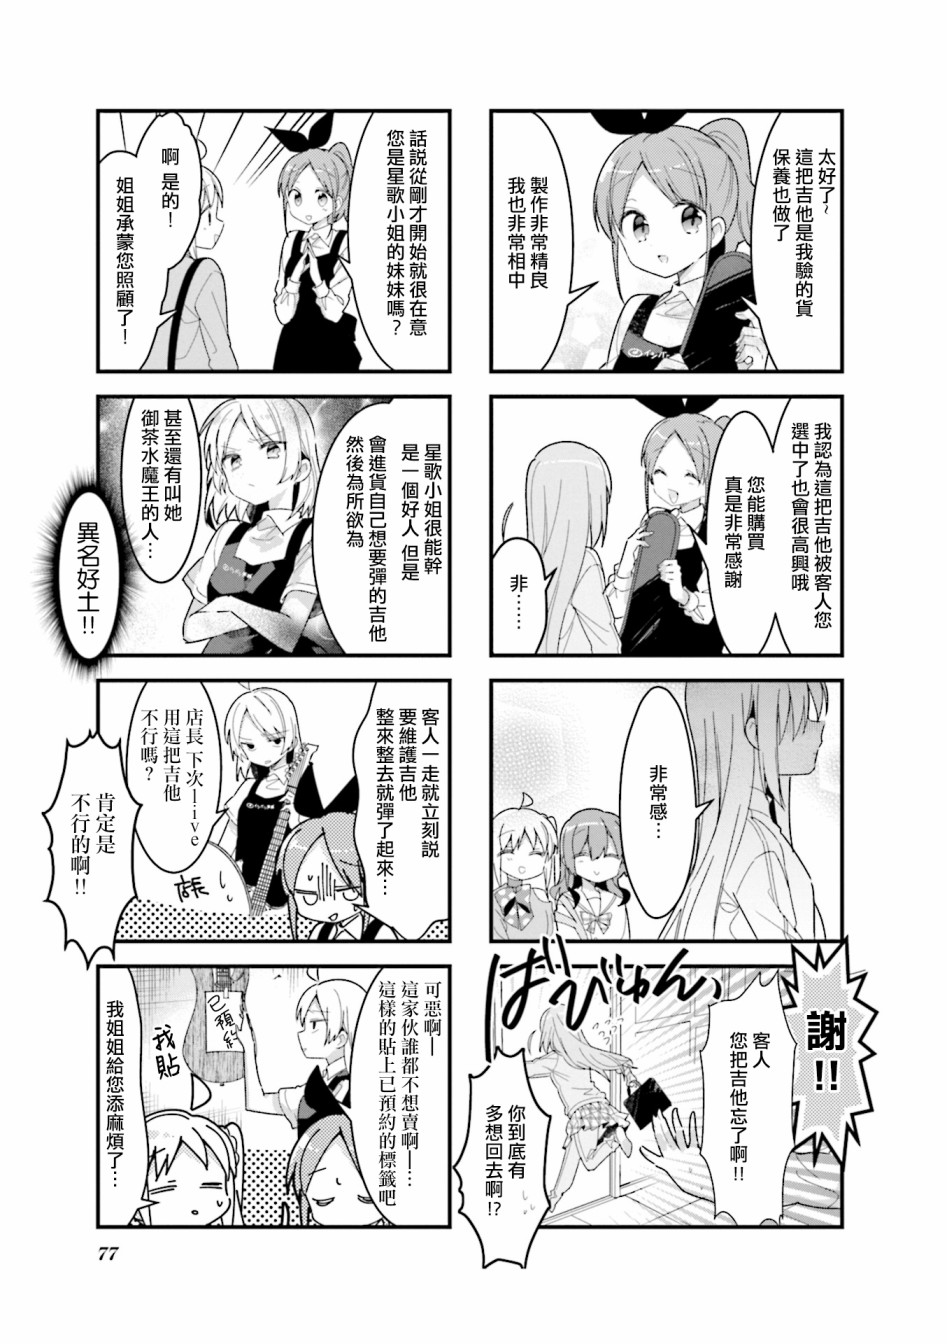 太好了~
這把吉他是我驗的貨
保養也做了
製作非常精良
我也非常相中
我認為這把吉他被客人您
選中了也會很高興哦
您能購買
真是非常感謝
非……
非常感…
謝!!
客人
您把吉他忘了啊!!
ばびゅん、
你到底有
多想回去啊!?
話說從剛才開始就很在意
您是星歌小姐的妹妹嗎?
啊 是的!
姐姐承蒙您照顧了!
星歌小姐很能幹
是一個好人 但是
會進貨自己想要彈的吉他
然後為所欲為
甚至還有叫她
御茶水魔王的人…
異名好土!!
客人一走就立刻說
要維護吉他
整來整去就彈了起來…
店長 下次live
用這把吉他
不行嗎?
肯定是
不行的啊!!
可惡啊—
這家伙誰都不想賣啊—…
這樣的貼上已預約的標籤吧
已預約
我貼
我姐姐給您添麻煩了…
77